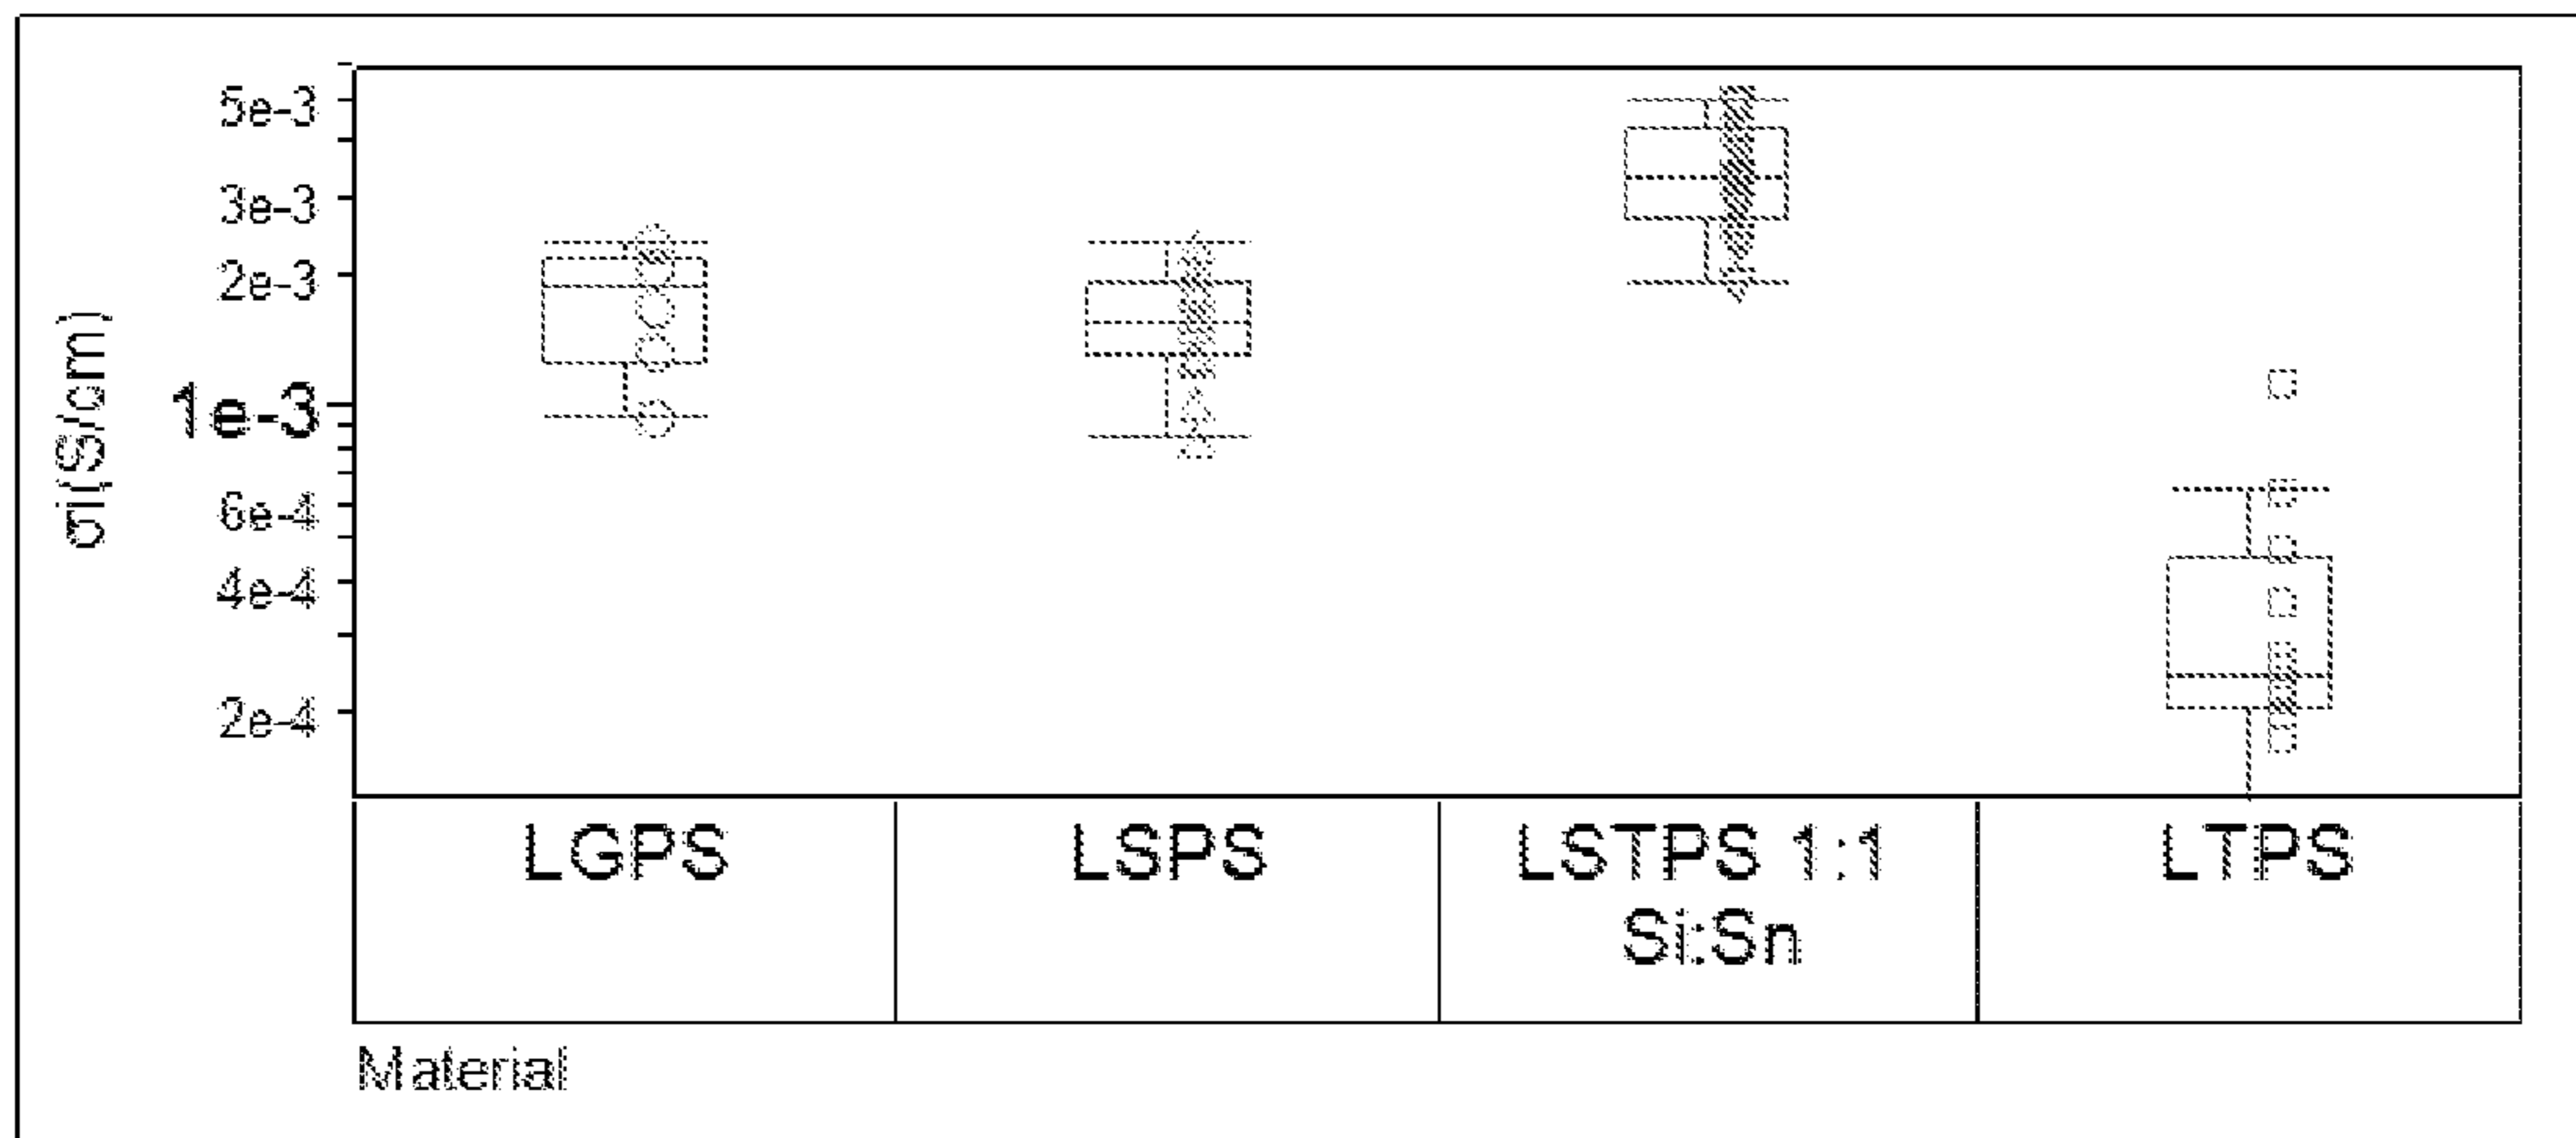 5e-3
3e-3
2e-3
1e-3
6e-4
4e-4
2e-4
σi(S/cm)
LGPS
LSPS
LSTPS 1:1
Si:Sn
LTPS
Material